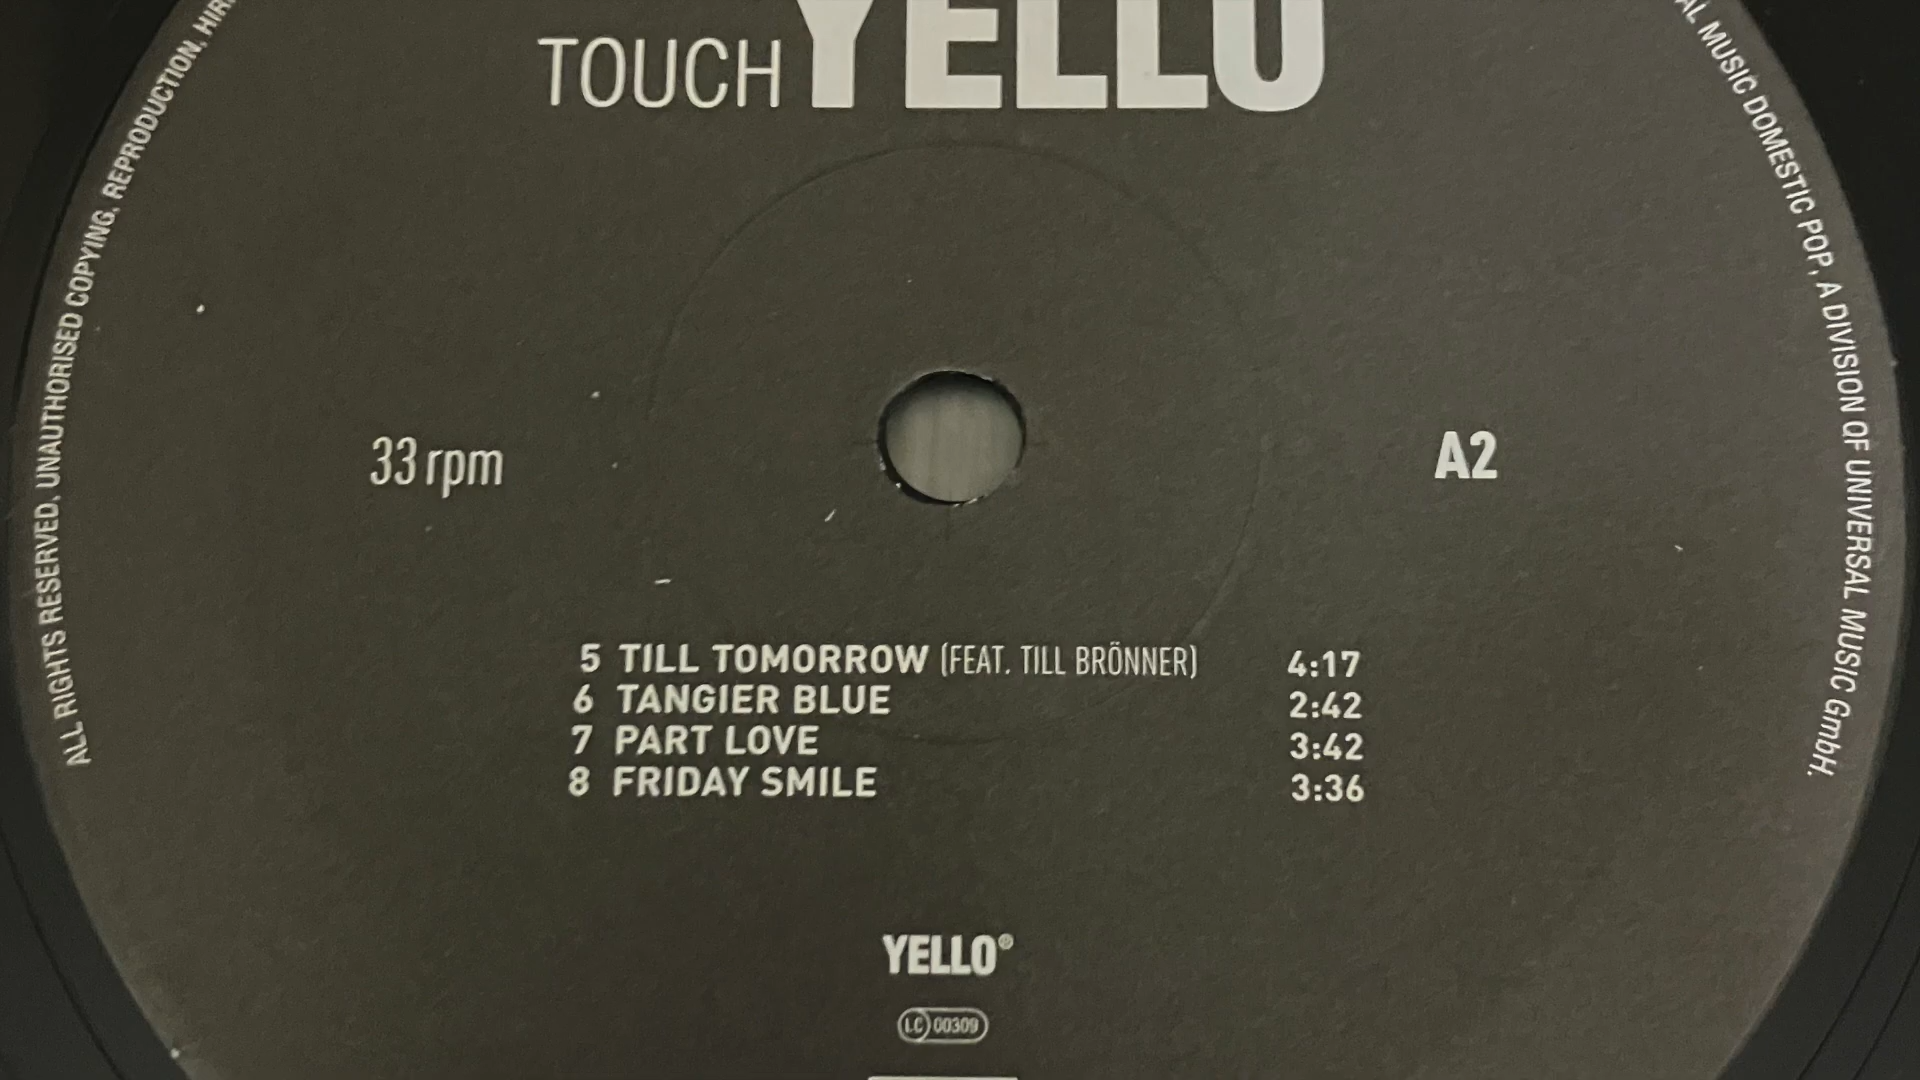 TOUCH YELLO
33 rpm
A2
5 TILL TOMORROW (FEAT. TILL BRÖNNER) 4:17
6 TANGIER BLUE 2:42
7 PART LOVE 3:42
8 FRIDAY SMILE 3:36
YELLO®
LC 00309
ALL RIGHTS RESERVED. UNAUTHORISED COPYING, REPRODUCTION,
MUSIC DOMESTIC POP, A DIVISION OF UNIVERSAL MUSIC GmbH.